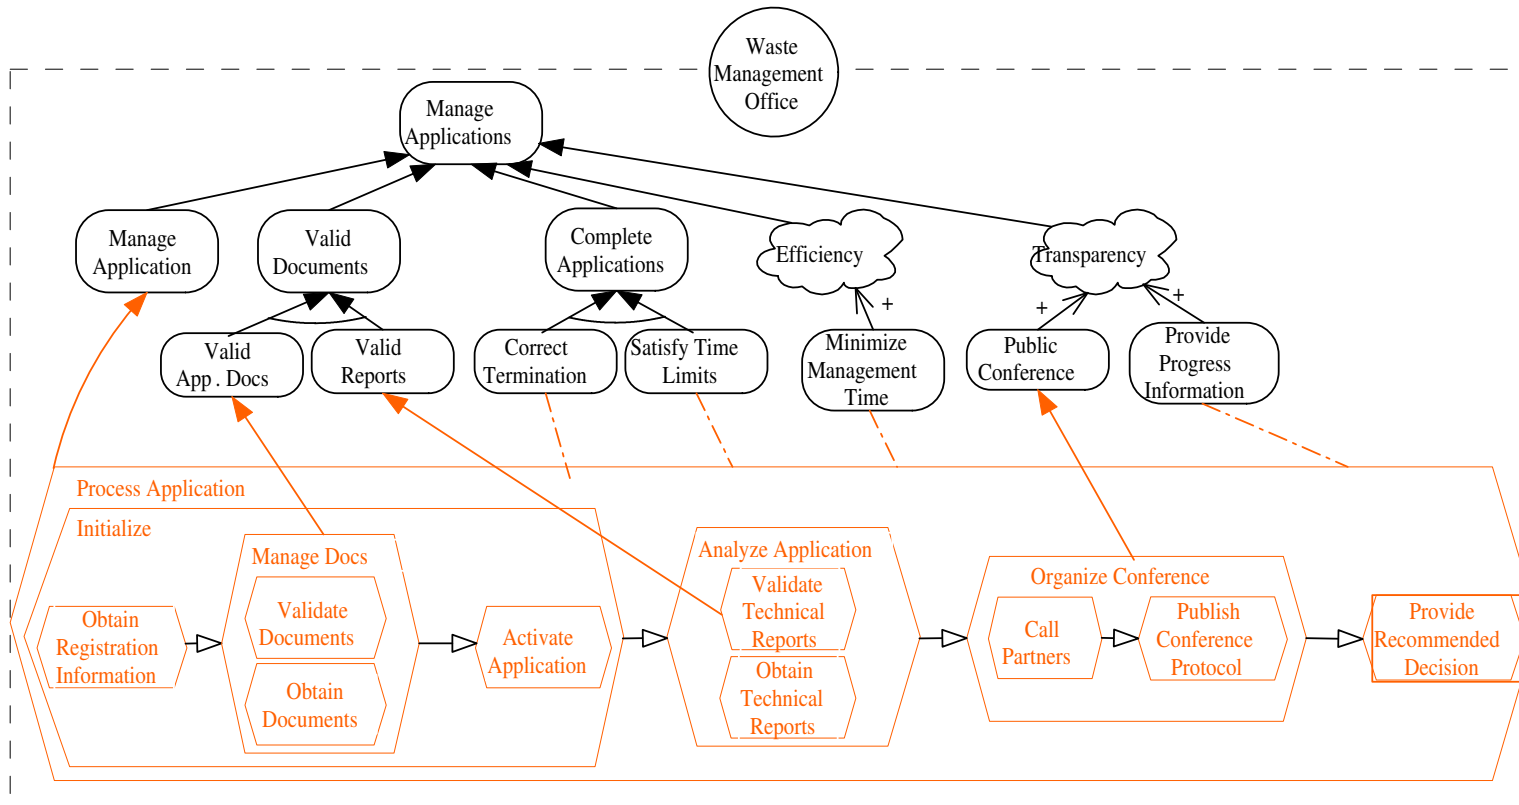 Waste
Management
Office
Manage
Applications
Manage
Application
Valid
Documents
Complete
Applications
Efficiency
Transparency
+
+
+
Valid
App . Docs
Valid
Reports
Correct
Termination
Satisfy Time
Limits
Minimize
Management
Time
Public
Conference
Provide
Progress
Information
Process Application
Initialize
Manage Docs
Analyze Application
Organize Conference
Obtain
Registration
Information
Validate
Documents
Obtain
Documents
Activate
Application
Validate
Technical
Reports
Obtain
Technical
Reports
Call
Partners
Publish
Conference
Protocol
Provide
Recommended
Decision